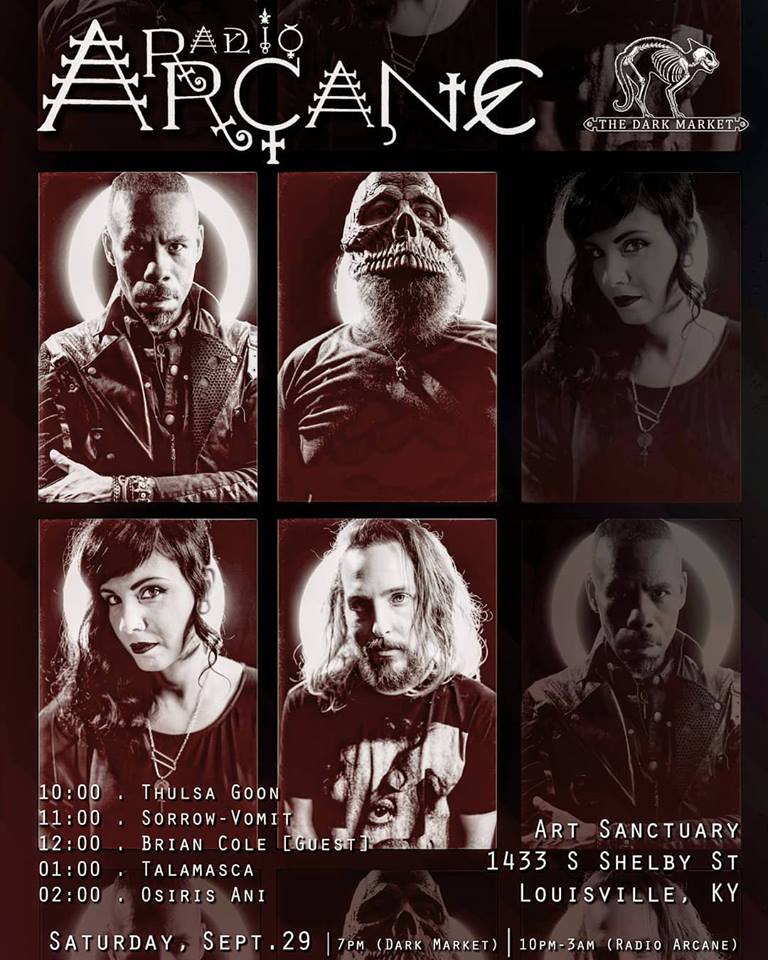 RADIO
ARCANE
THE DARK MARKET
10:00 . THULSA GOON
11:00 . SORROW-VOMIT
12:00 . BRIAN COLE [GUEST]
01:00 . TALAMASCA
02:00 . OSIRIS ANI
ART SANCTUARY
1433 S SHELBY ST
LOUISVILLE, KY
SATURDAY, SEPT.29 | 7PM (DARK MARKET) | 10PM-3AM (RADIO ARCANE)